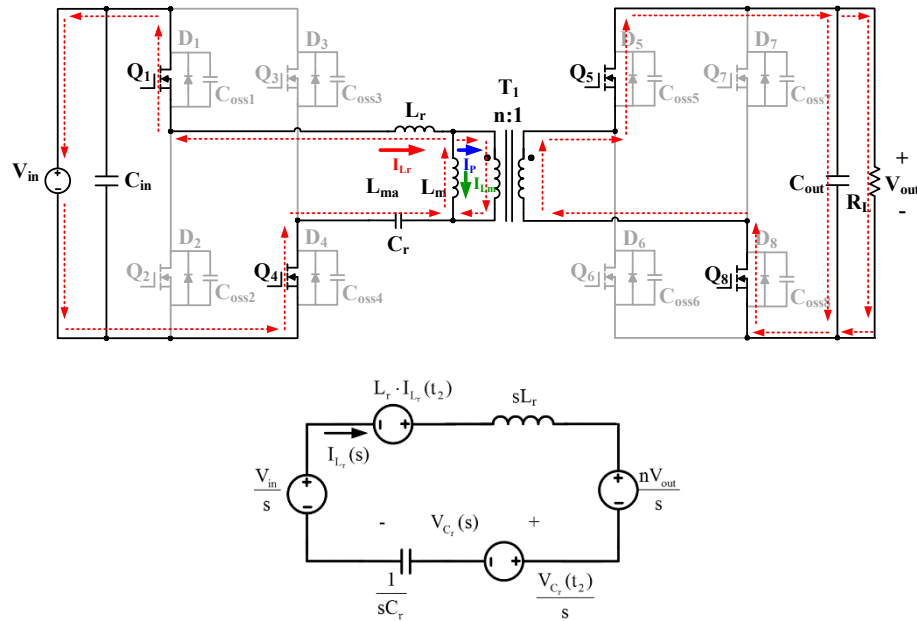 D1 D3 D5 D7
Q1 Q3 Q5 Q7
Coss1 Coss3 Coss5 Coss7
T1
n:1
Lr
ILr IP ILm
Vin Cin Lma Lm Cout RL + Vout -
Cr
D2 D4 D6 D8
Q2 Q4 Q6 Q8
Coss2 Coss4 Coss6 Coss8
Lr · ILr(t2) sLr
ILr(s)
Vin/s nVout/s
- VCr(s) +
1/sCr VCr(t2)/s